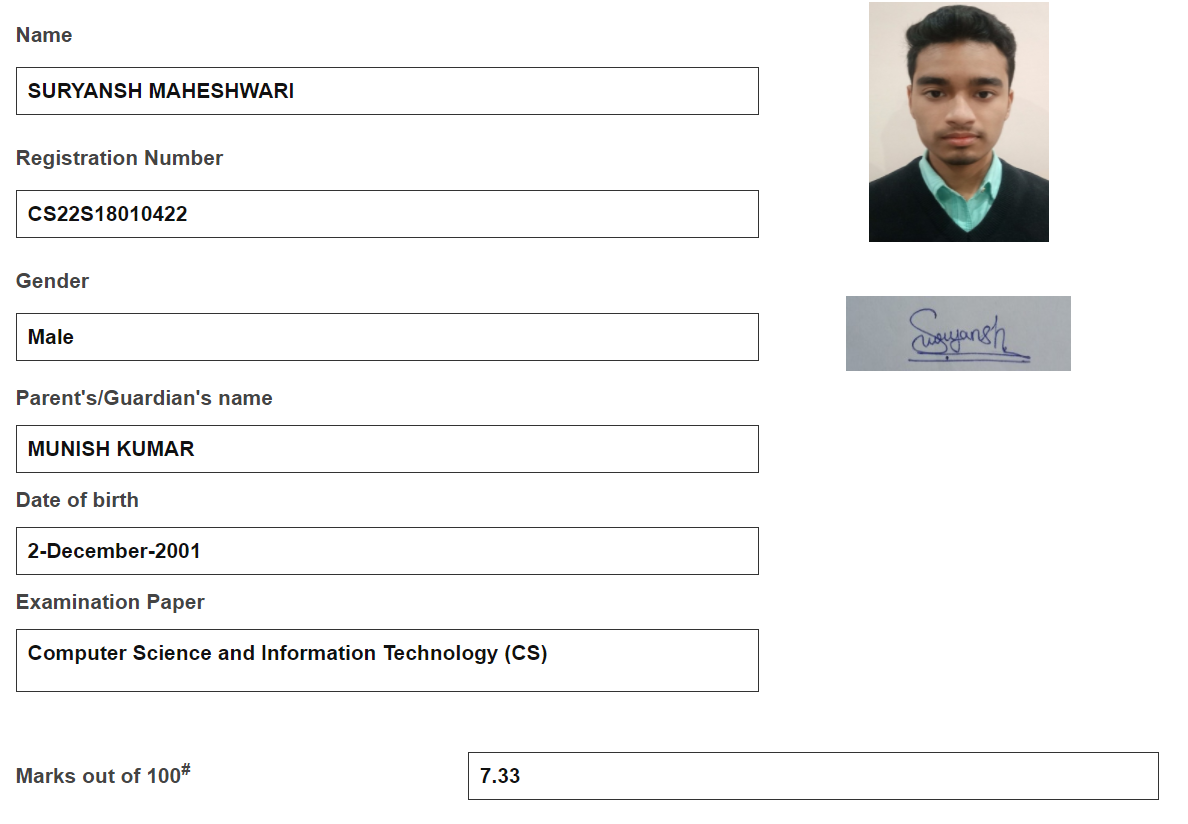 Name
SURYANSH MAHESHWARI
Registration Number
CS22S18010422
Gender
Male
Suryansh
Parent's/Guardian's name
MUNISH KUMAR
Date of birth
2-December-2001
Examination Paper
Computer Science and Information Technology (CS)
Marks out of 100#
7.33